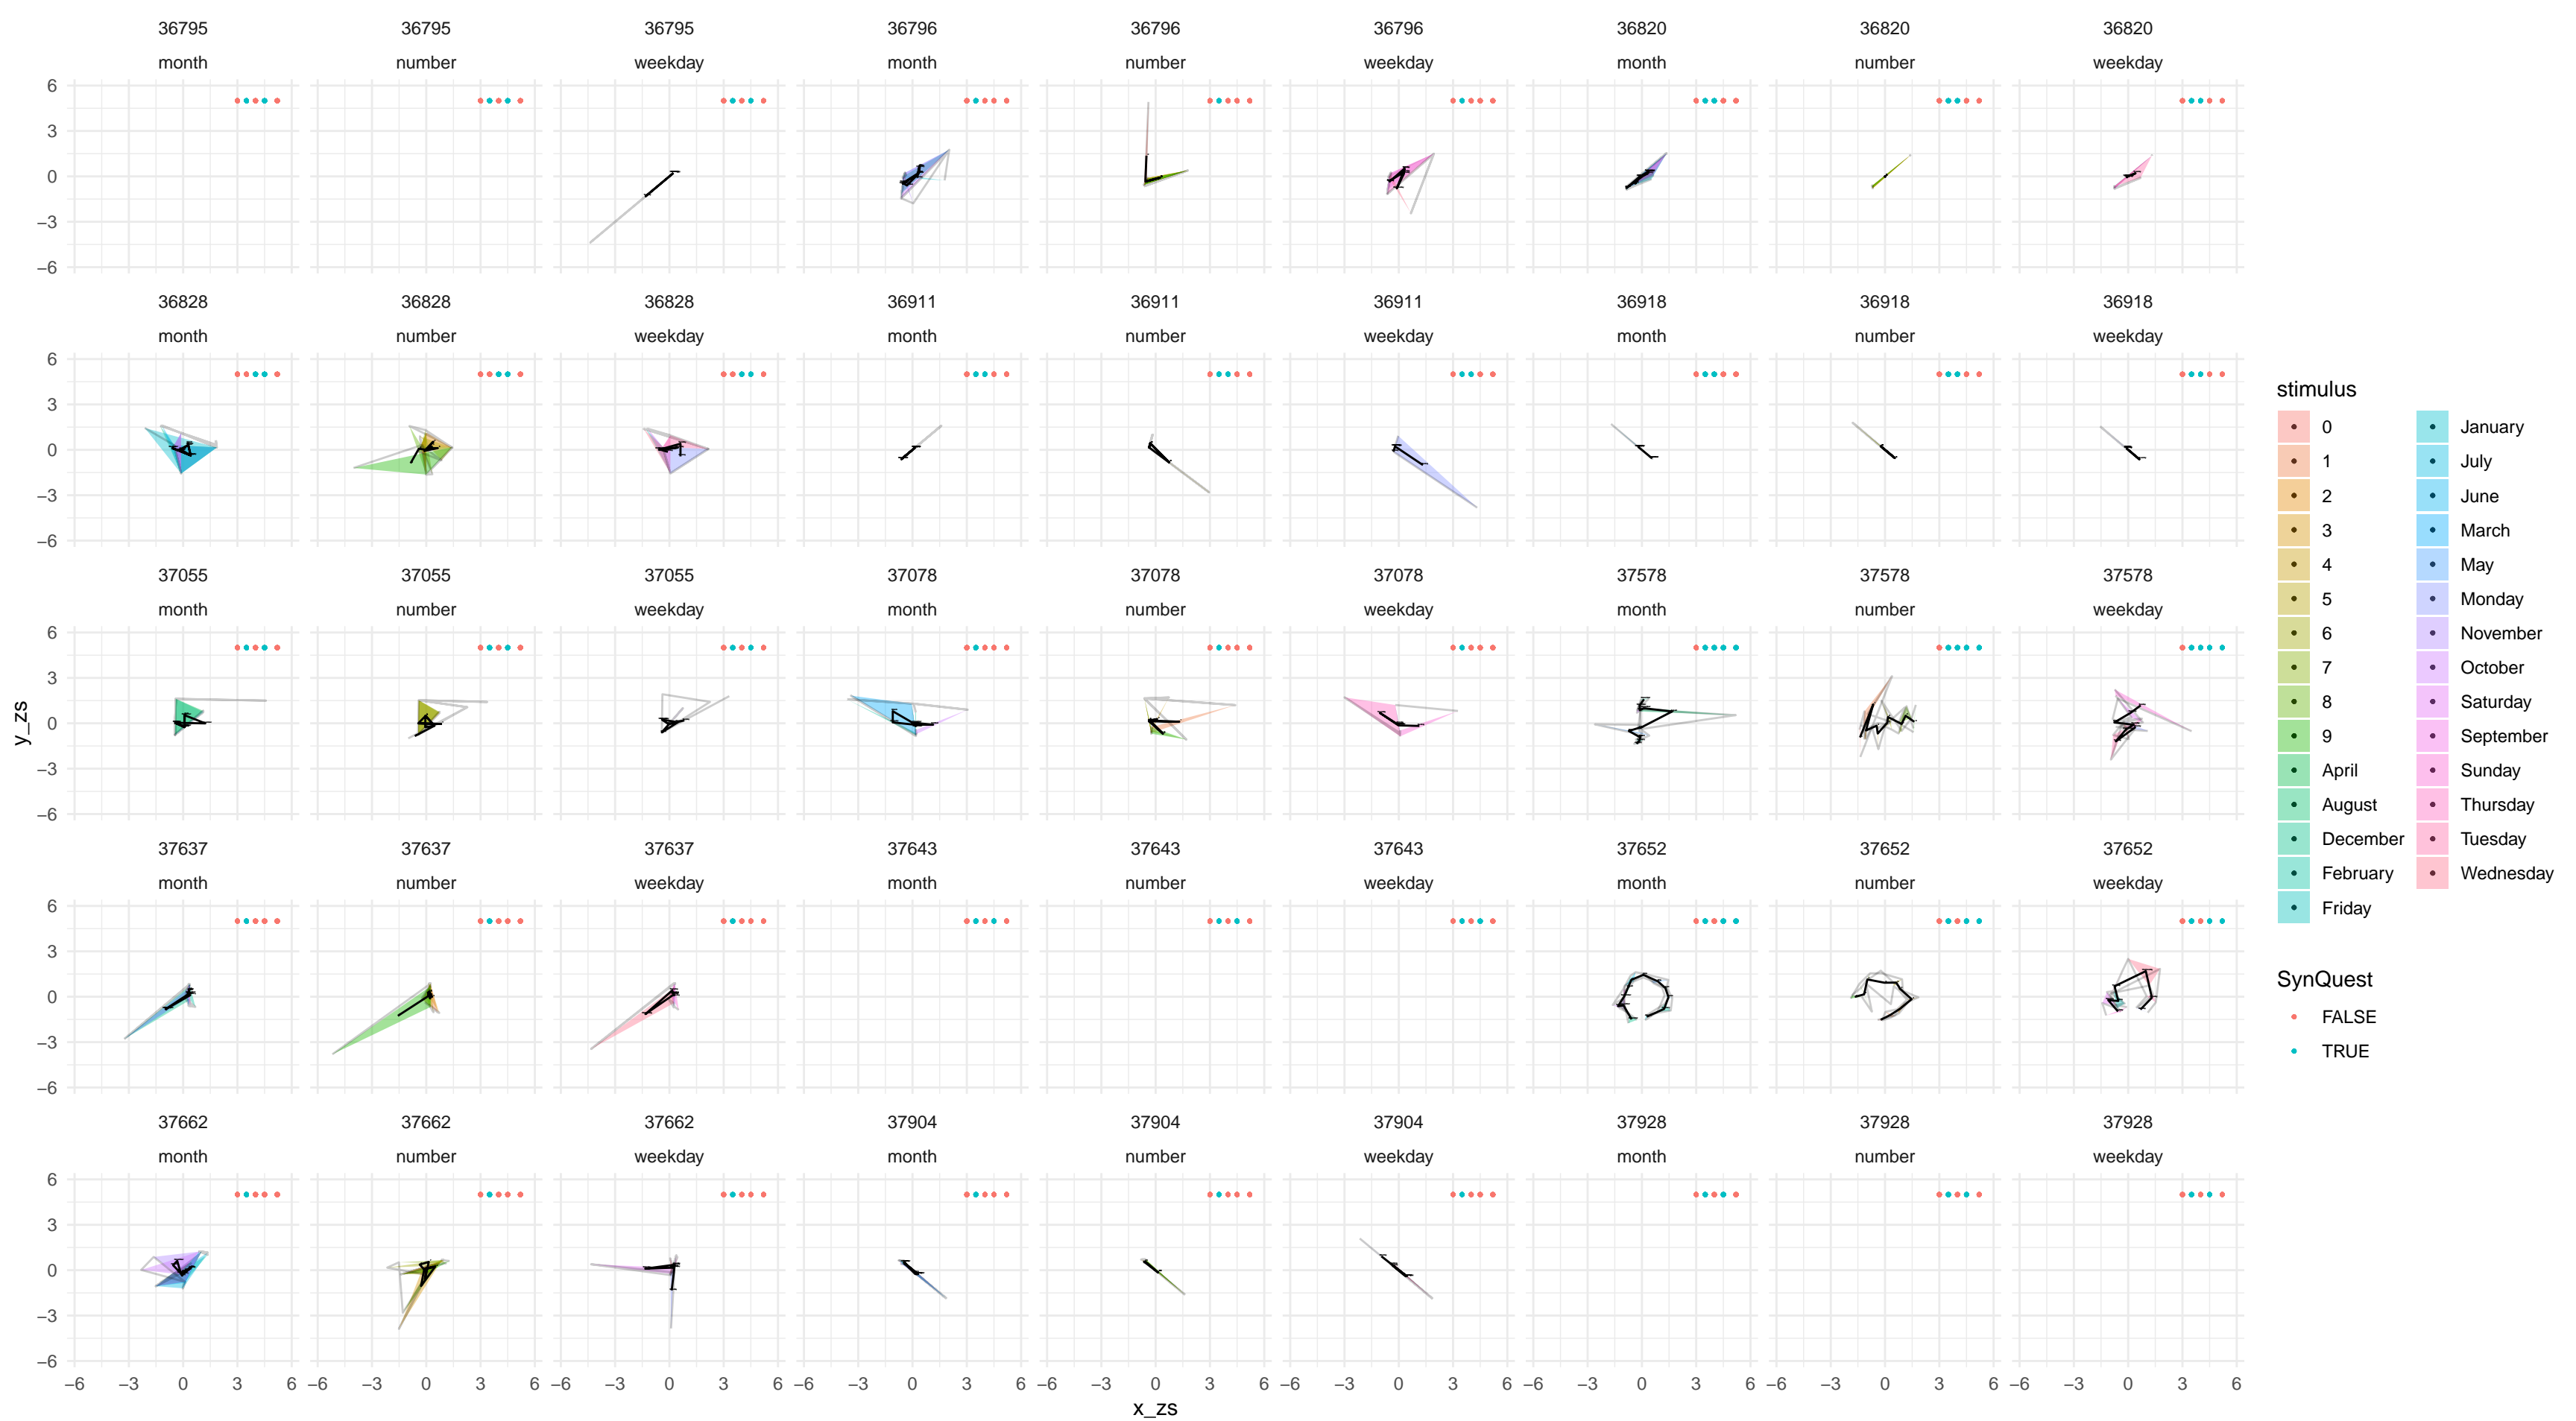 36795 36795 36795 36796 36796 36796 36820 36820 36820
month number weekday month number weekday month number weekday
6
3
0
−3
−6
36828 36828 36828 36911 36911 36911 36918 36918 36918
month number weekday month number weekday month number weekday
6
3
0
−3
−6
37055 37055 37055 37078 37078 37078 37578 37578 37578
month number weekday month number weekday month number weekday
6
3
0
−3
−6
y_zs
37637 37637 37637 37643 37643 37643 37652 37652 37652
month number weekday month number weekday month number weekday
6
3
0
−3
−6
37662 37662 37662 37904 37904 37904 37928 37928 37928
month number weekday month number weekday month number weekday
6
3
0
−3
−6
−6 −3 0 3 6 −6 −3 0 3 6 −6 −3 0 3 6 −6 −3 0 3 6 −6 −3 0 3 6 −6 −3 0 3 6 −6 −3 0 3 6 −6 −3 0 3 6 −6 −3 0 3 6
x_zs
stimulus
0
1
2
3
4
5
6
7
8
9
April
August
December
February
Friday
January
July
June
March
May
Monday
November
October
Saturday
September
Sunday
Thursday
Tuesday
Wednesday
SynQuest
FALSE
TRUE